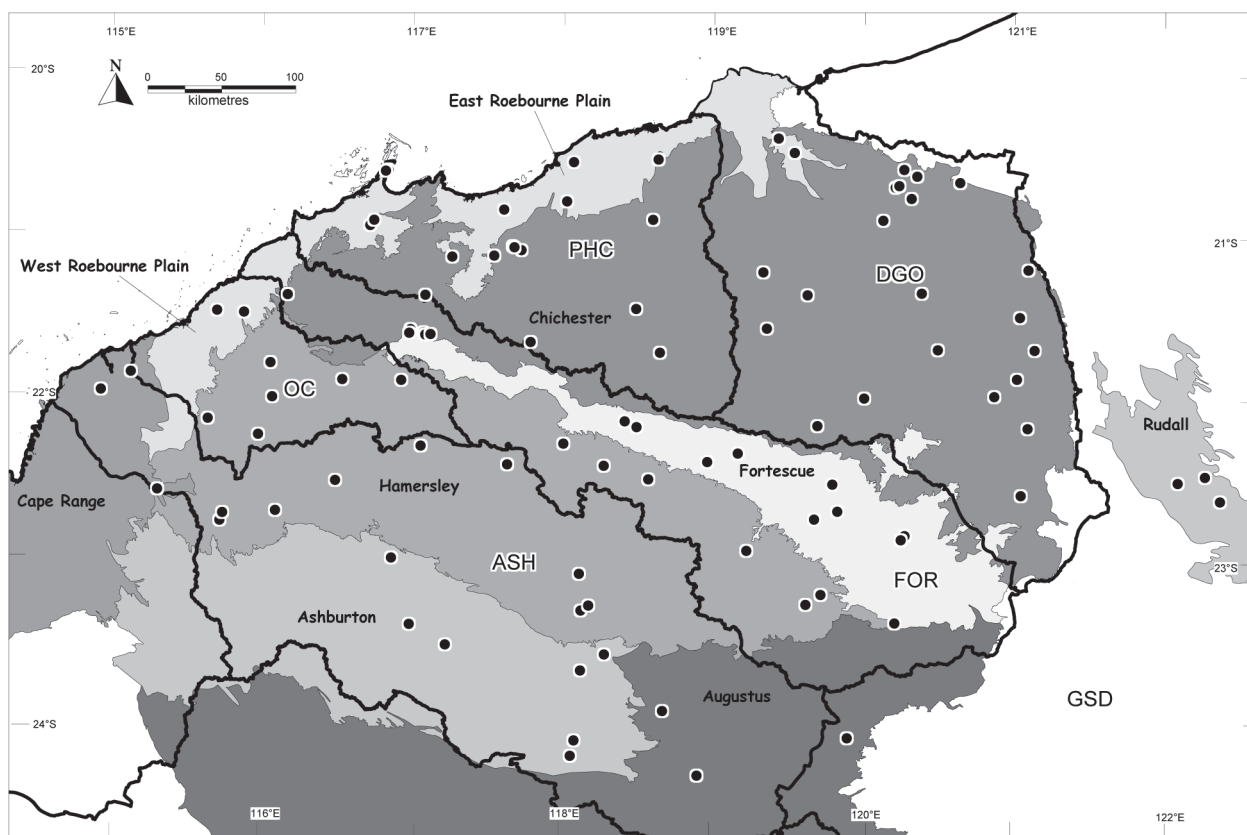 115°E
117°E
119°E
121°E
20°S
N
0 50 100
kilometres
East Roebourne Plain
PHC
21°S
West Roebourne Plain
DGO
Chichester
OC
22°S
Rudall
Fortescue
Hamersley
Cape Range
ASH
23°S
FOR
Ashburton
Augustus
GSD
24°S
116°E
118°E
120°E
122°E